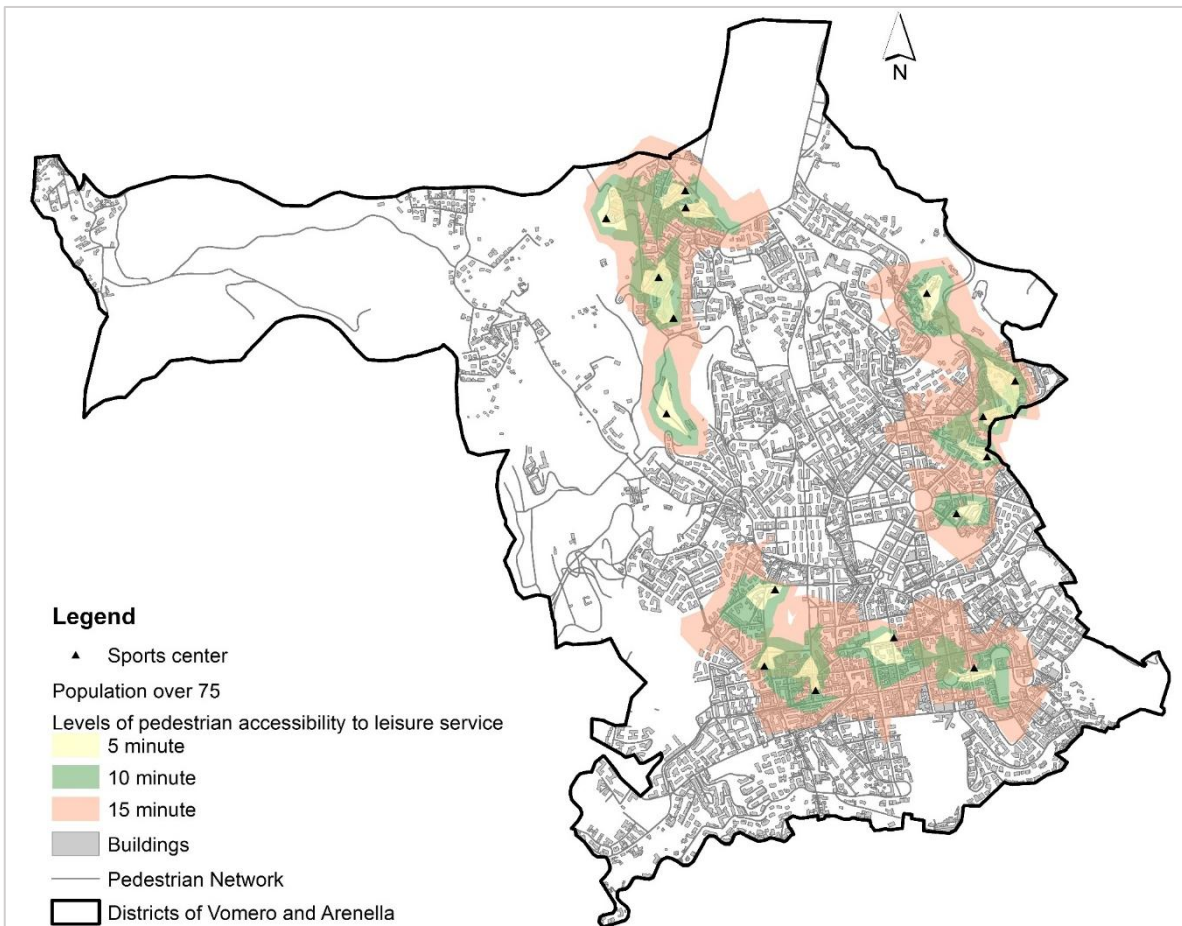 N
Legend
Sports center
Population over 75
Levels of pedestrian accessibility to leisure service
5 minute
10 minute
15 minute
Buildings
Pedestrian Network
Districts of Vomero and Arenella